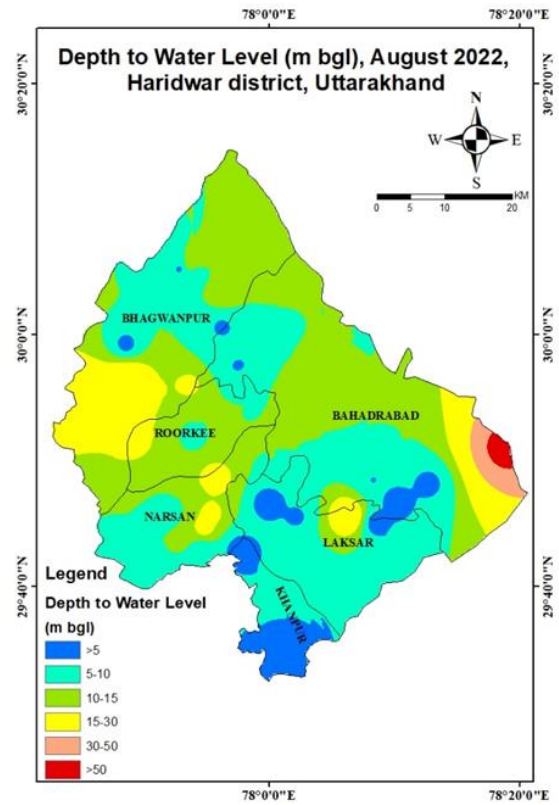 78°0'0"E
78°20'0"E
Depth to Water Level (m bgl), August 2022,
Haridwar district, Uttarakhand
30°20'0"N
30°20'0"N
N
W
E
S
KM
0 5 10 20
BHAGWANPUR
30°0'0"N
30°0'0"N
BAHADRABAD
ROORKEE
NARSAN
LAKSAR
KHANPUR
29°40'0"N
29°40'0"N
Legend
Depth to Water Level
(m bgl)
>5
5-10
10-15
15-30
30-50
>50
78°0'0"E
78°20'0"E